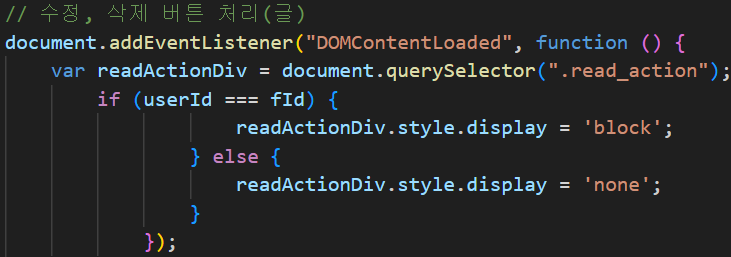 // 수정, 삭제 버튼 처리(글)
document.addEventListener("DOMContentLoaded", function () {
    var readActionDiv = document.querySelector(".read_action");
        if (userId === fId) {
                    readActionDiv.style.display = 'block';
                } else {
                    readActionDiv.style.display = 'none';
                }
            });